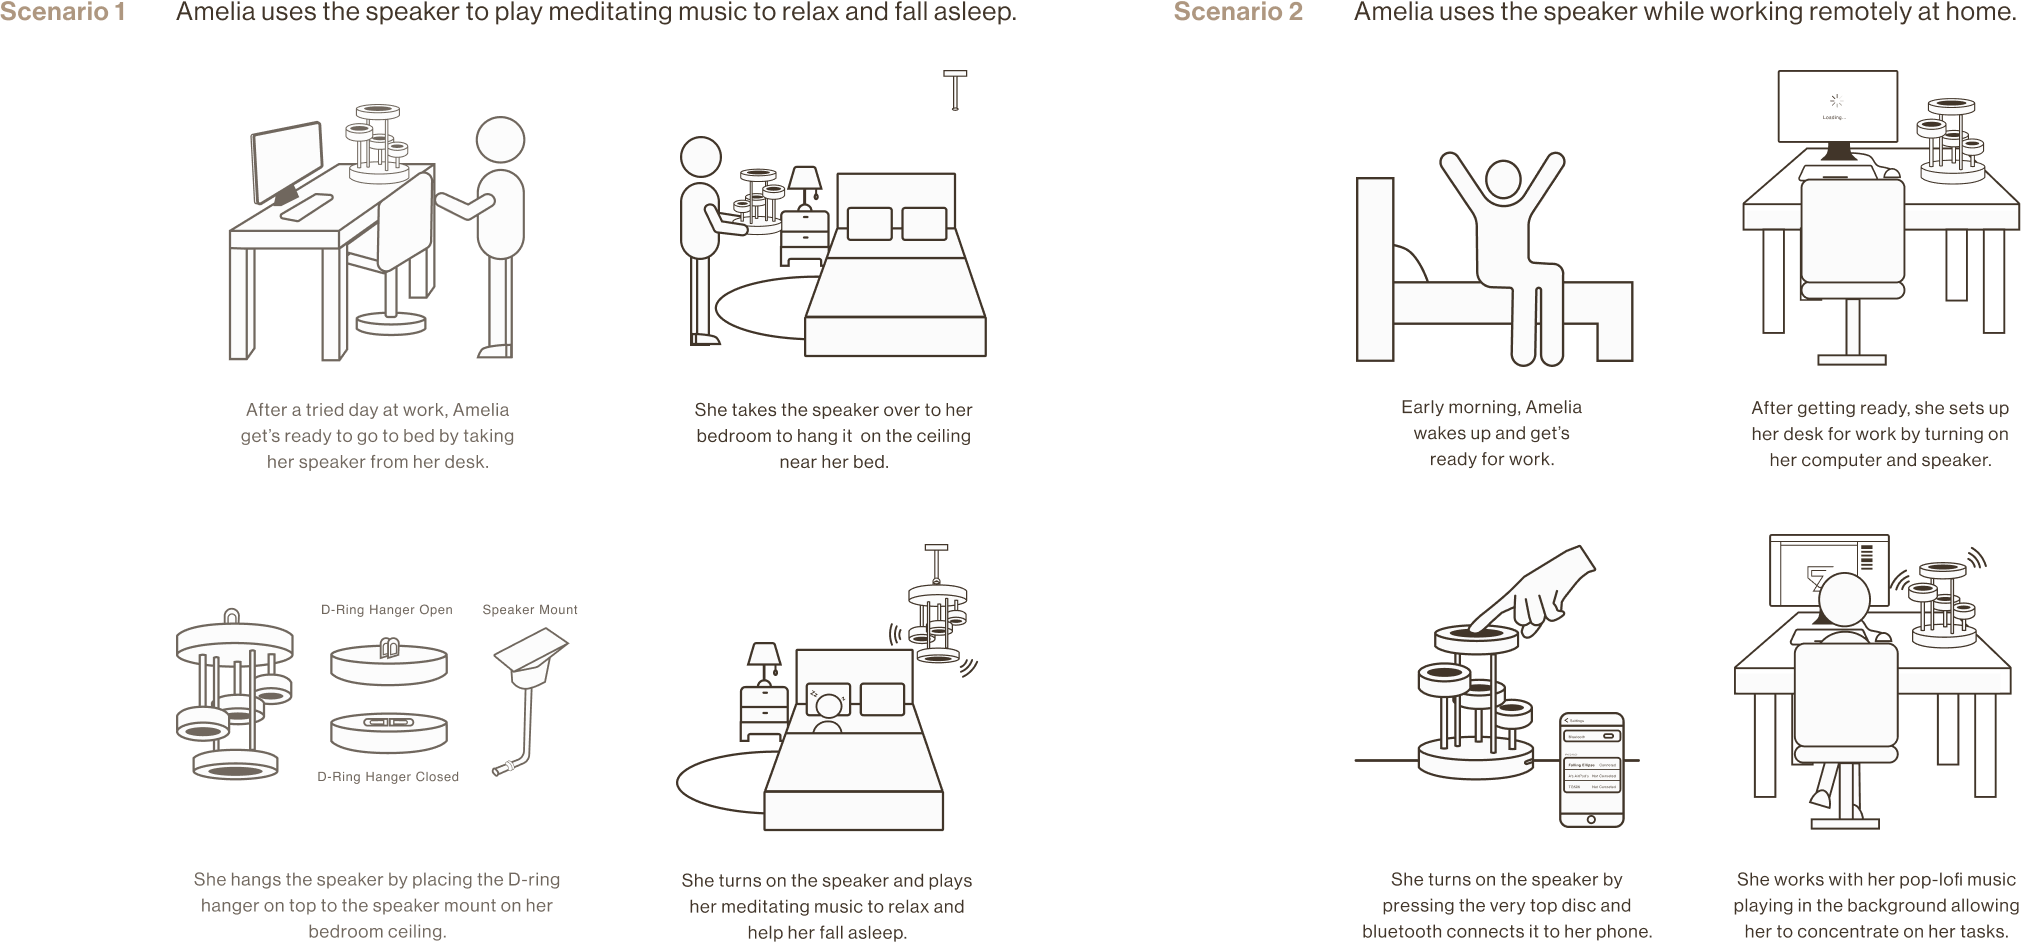 Scenario 1
Amelia uses the speaker to play meditating music to relax and fall asleep.
After a tried day at work, Amelia
get's ready to go to bed by taking
her speaker from her desk.
She takes the speaker over to her
bedroom to hang it on the ceiling
near her bed.
D-Ring Hanger Open
Speaker Mount
D-Ring Hanger Closed
She hangs the speaker by placing the D-ring
hanger on top to the speaker mount on her
bedroom ceiling.
zz
z
She turns on the speaker and plays
her meditating music to relax and
help her fall asleep.
Scenario 2
Amelia uses the speaker while working remotely at home.
Early morning, Amelia
wakes up and get's
ready for work.
Loading...
After getting ready, she sets up
her desk for work by turning on
her computer and speaker.
Settings
Bluetooth
She turns on the speaker by
pressing the very top disc and
bluetooth connects it to her phone.
She works with her pop-lofi music
playing in the background allowing
her to concentrate on her tasks.